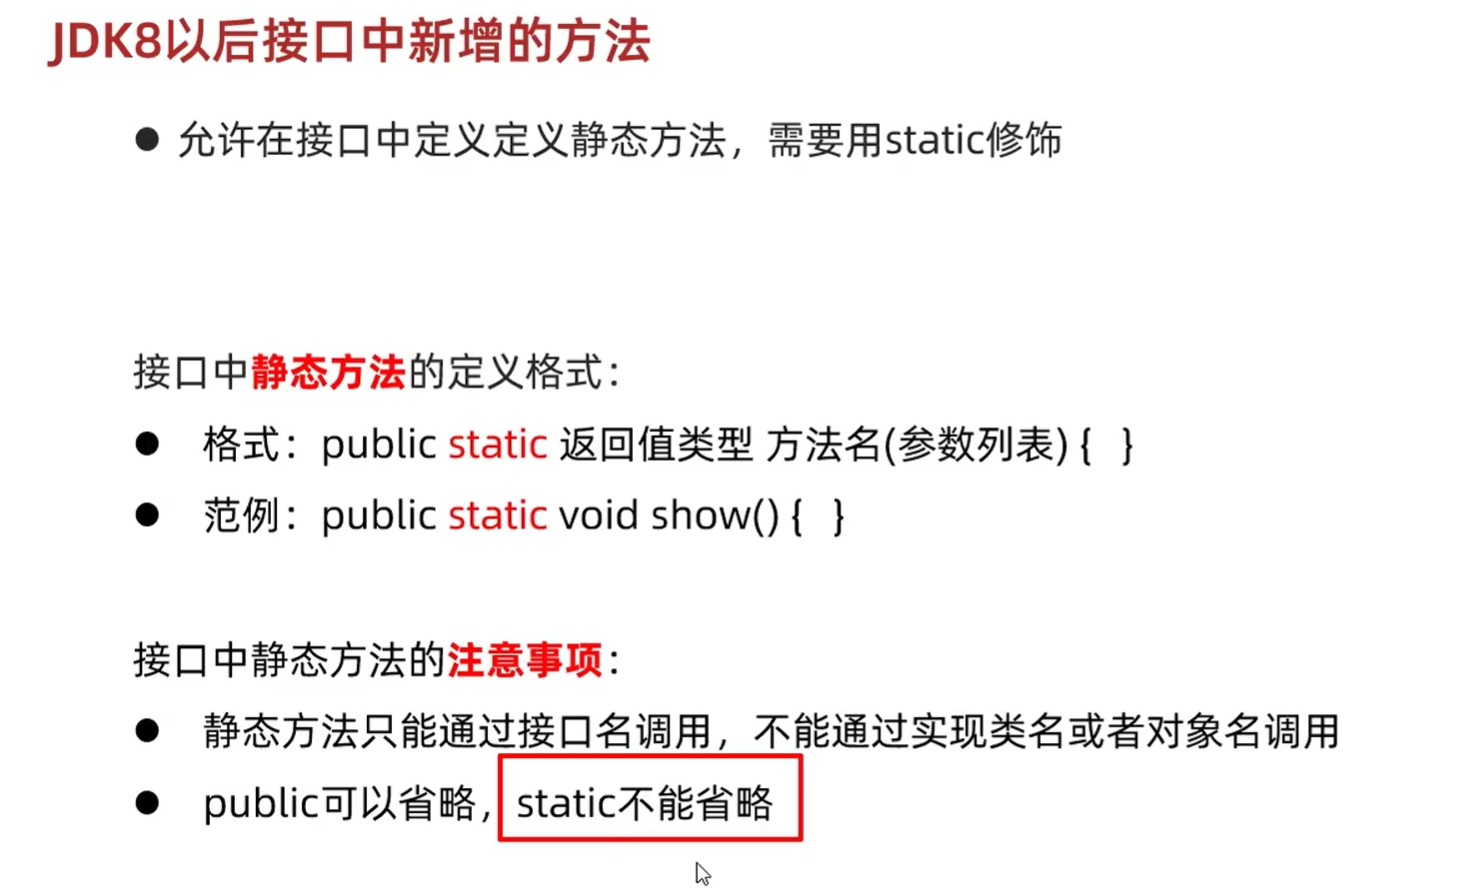 JDK8以后接口中新增的方法
● 允许在接口中定义定义静态方法，需要用static修饰
接口中静态方法的定义格式：
● 格式：public static 返回值类型 方法名(参数列表) { }
● 范例：public static void show() { }
接口中静态方法的注意事项：
● 静态方法只能通过接口名调用，不能通过实现类名或者对象名调用
● public可以省略，static不能省略